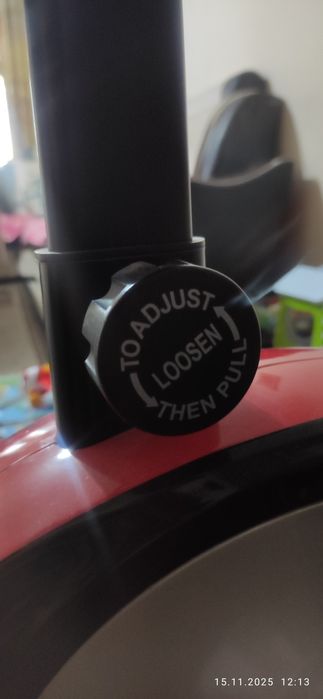 TO ADJUST
LOOSEN
THEN PULL
15.11.2025 12:13